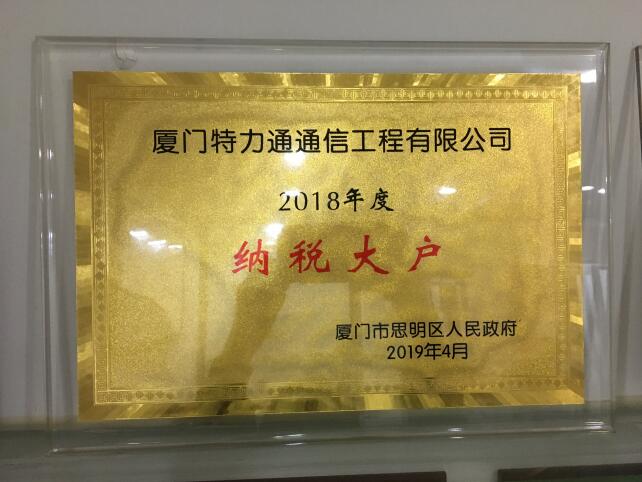 厦门特力通通信工程有限公司
2018年度
纳税大户
厦门市思明区人民政府
2019年4月